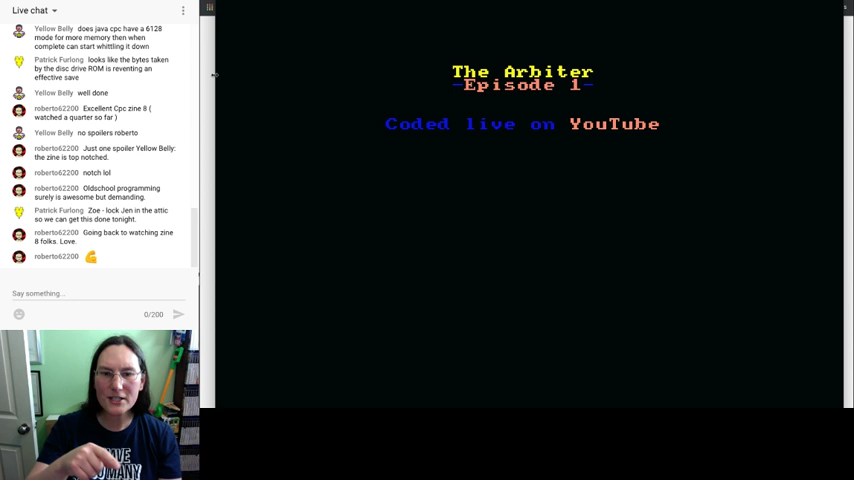 Live chat
Yellow Belly does java cpc have a 6128
mode for more memory then when
complete can start whittling it down
Patrick Furlong looks like the bytes taken
by the disc drive ROM is reventing an
effective save
Yellow Belly well done
roberto62200 Excellent Cpc zine 8 (
watched a quarter so far )
Yellow Belly no spoilers roberto
roberto62200 Just one spoiler Yellow Belly:
the zine is top notched.
roberto62200 notch lol
roberto62200 Oldschool programming
surely is awesome but demanding.
Patrick Furlong Zoe - lock Jen in the attic
so we can get this done tonight.
roberto62200 Going back to watching zine
8 folks. Love.
roberto62200
Say something...
0/200
The Arbiter
-Episode 1-
Coded live on YouTube
HAVE
MANY